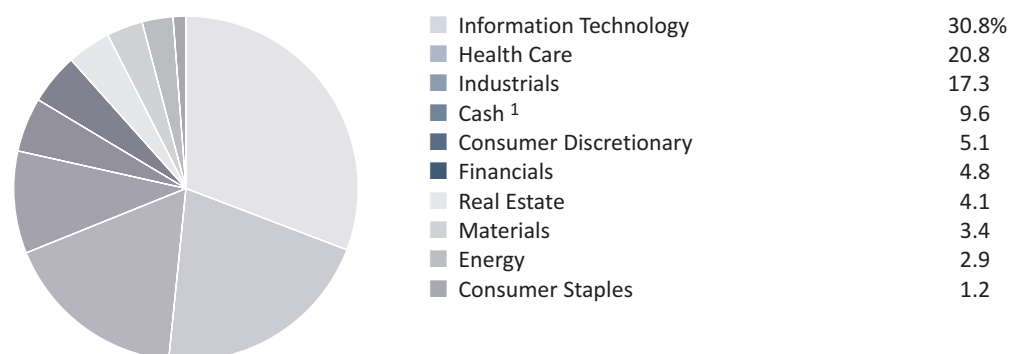 Information Technology 30.8%
Health Care 20.8
Industrials 17.3
Cash 1 9.6
Consumer Discretionary 5.1
Financials 4.8
Real Estate 4.1
Materials 3.4
Energy 2.9
Consumer Staples 1.2